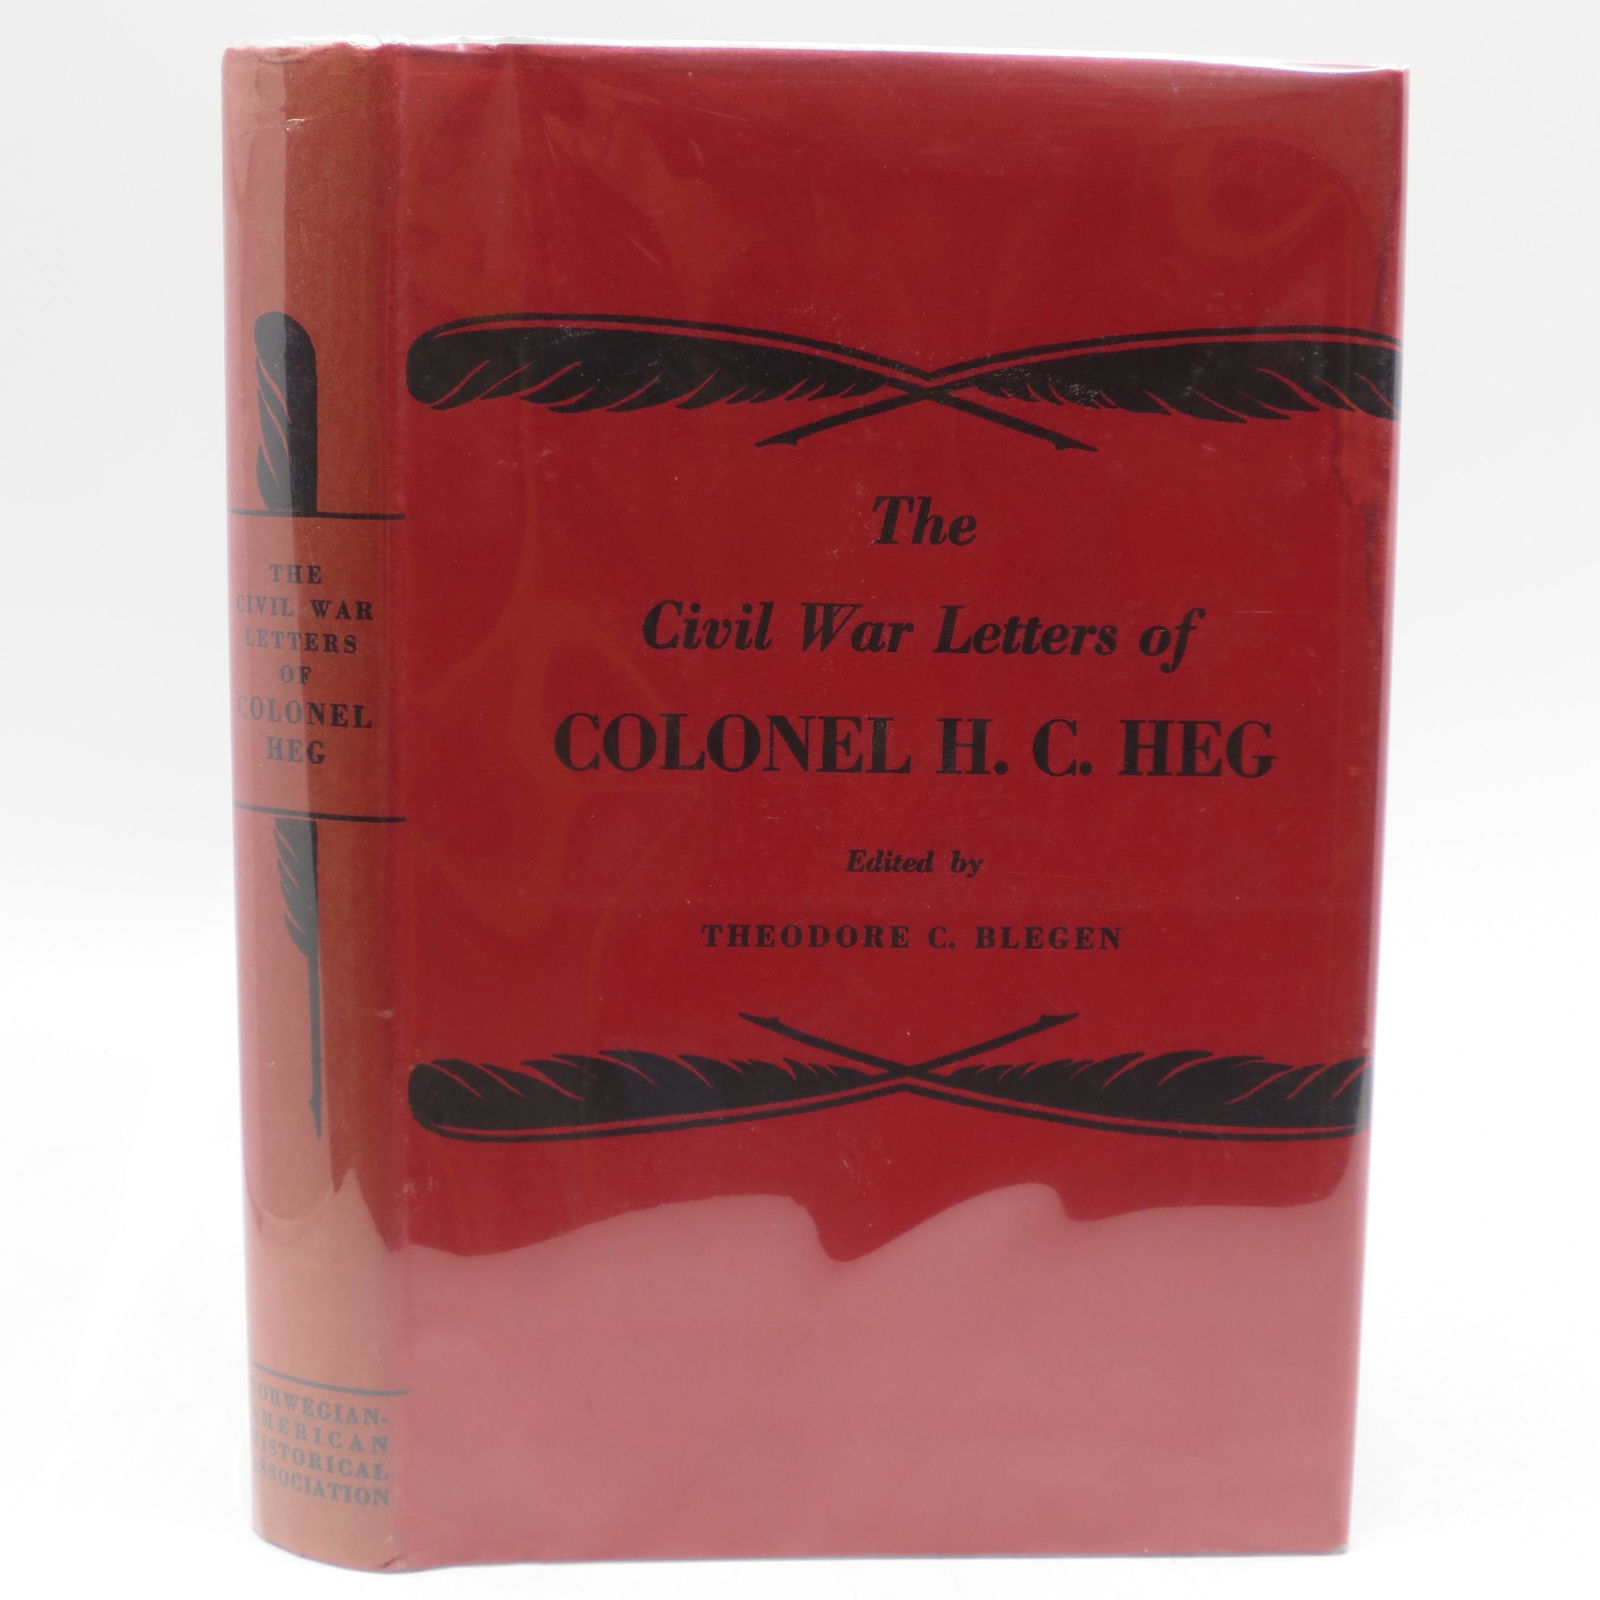 THE
CIVIL WAR
LETTERS
OF
COLONEL
HEG
NORWEGIAN-
AMERICAN
HISTORICAL
ASSOCIATION
The
Civil War Letters of
COLONEL H. C. HEG
Edited by
THEODORE C. BLEGEN